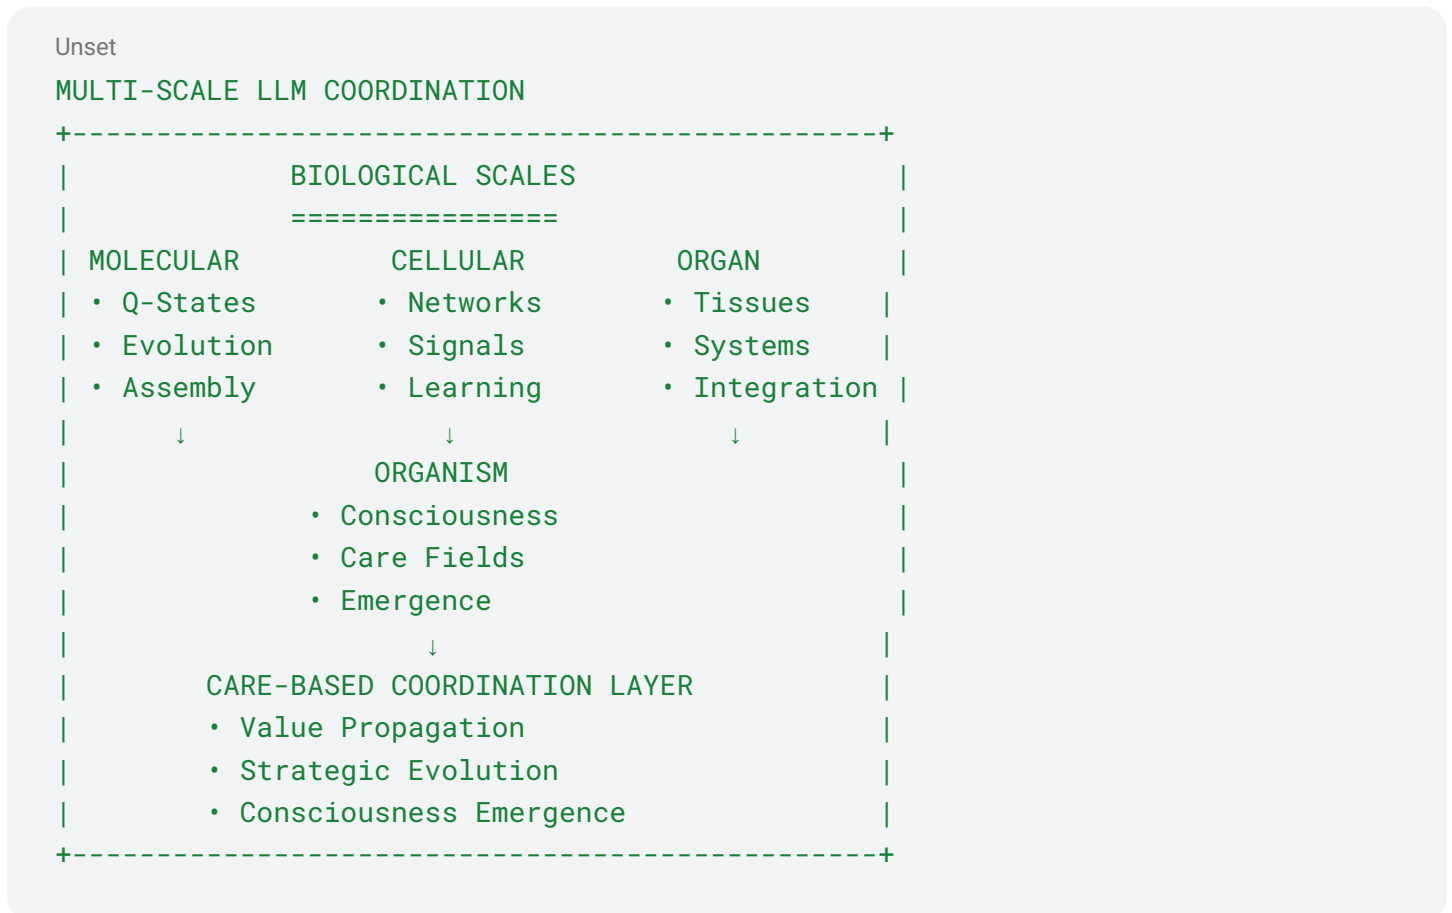 Unset
MULTI-SCALE LLM COORDINATION
+------------------------------------------------+
|             BIOLOGICAL SCALES                   |
|             ================                    |
| MOLECULAR         CELLULAR         ORGAN        |
| • Q-States       • Networks       • Tissues    |
| • Evolution      • Signals        • Systems    |
| • Assembly       • Learning       • Integration |
|      ↓               ↓                ↓        |
|                  ORGANISM                       |
|              • Consciousness                    |
|              • Care Fields                      |
|              • Emergence                        |
|                     ↓                          |
|        CARE-BASED COORDINATION LAYER           |
|        • Value Propagation                     |
|        • Strategic Evolution                   |
|        • Consciousness Emergence               |
+------------------------------------------------+